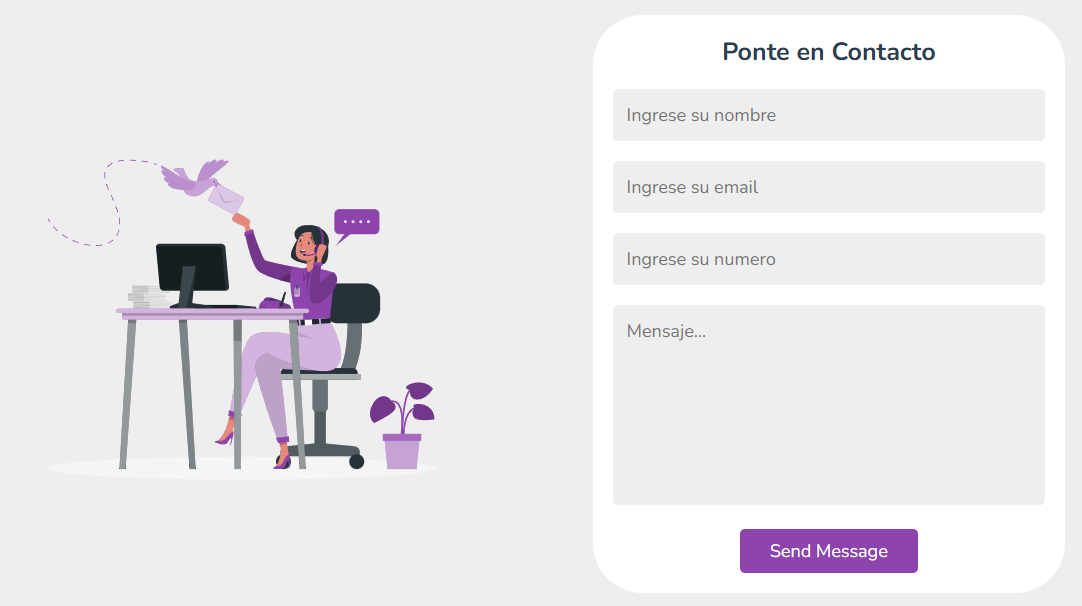 Ponte en Contacto
Ingrese su nombre
Ingrese su email
Ingrese su numero
Mensaje...
Send Message